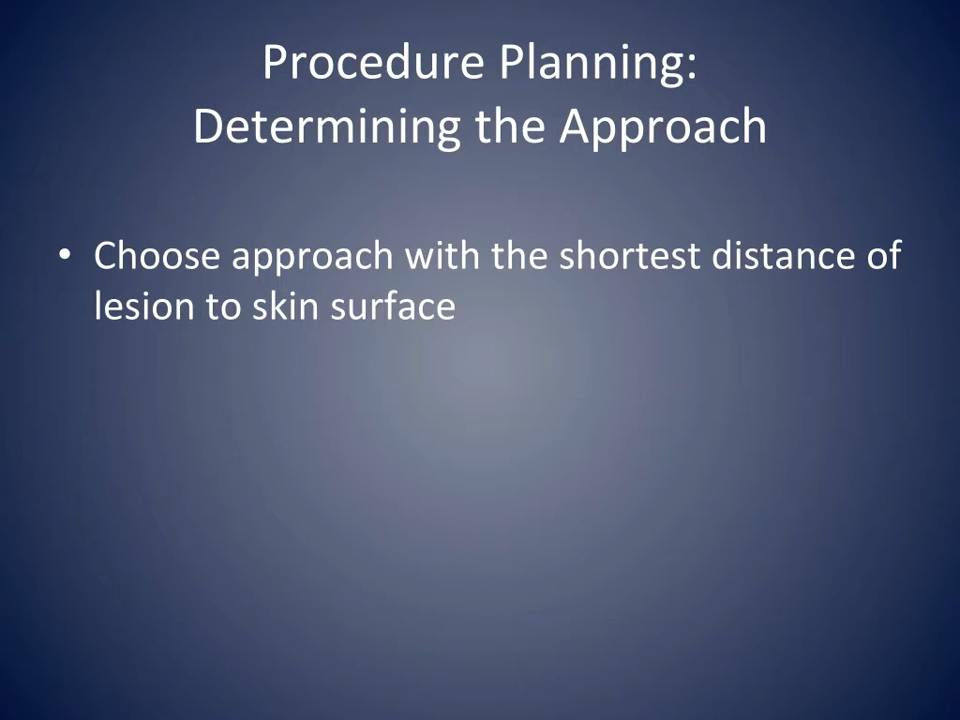 Procedure Planning:
Determining the Approach
• Choose approach with the shortest distance of
lesion to skin surface